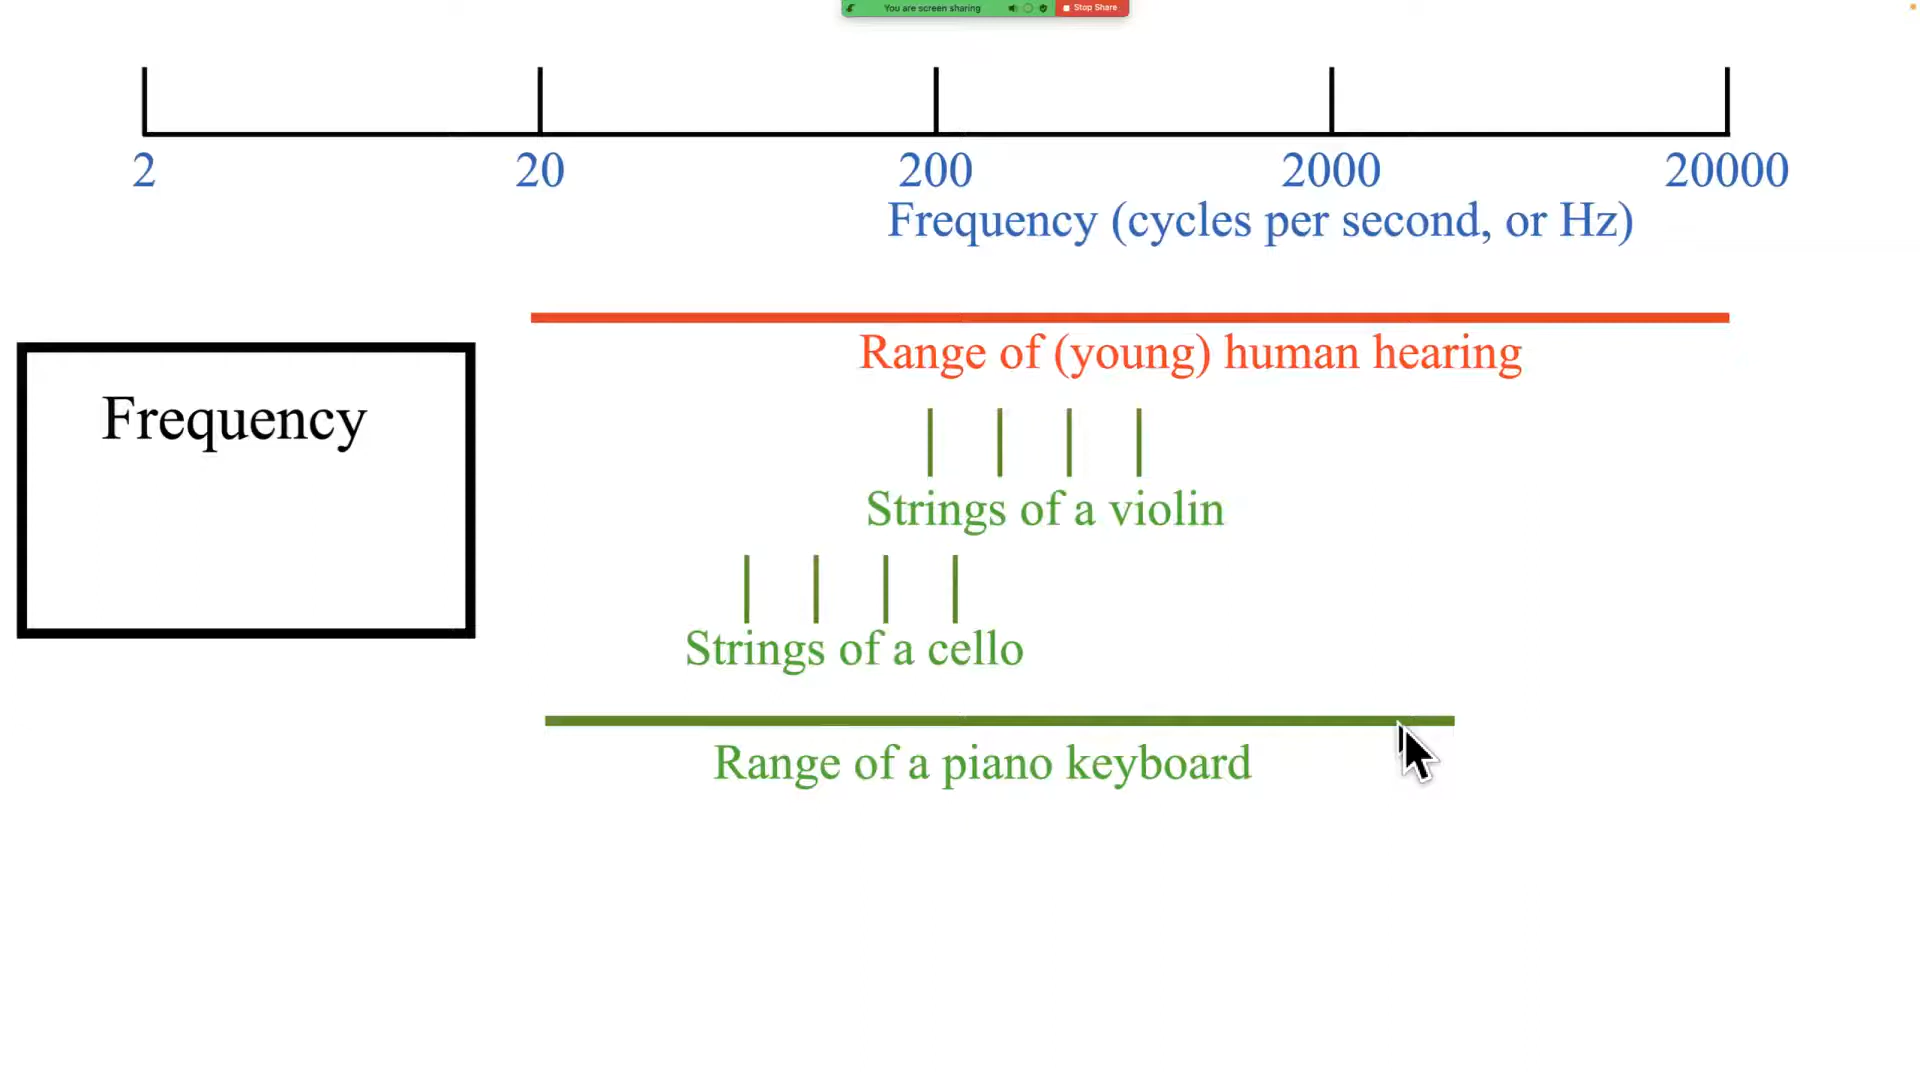 You are screen sharing Stop Share
2 20 200 2000 20000
Frequency (cycles per second, or Hz)
Range of (young) human hearing
Frequency
Strings of a violin
Strings of a cello
Range of a piano keyboard